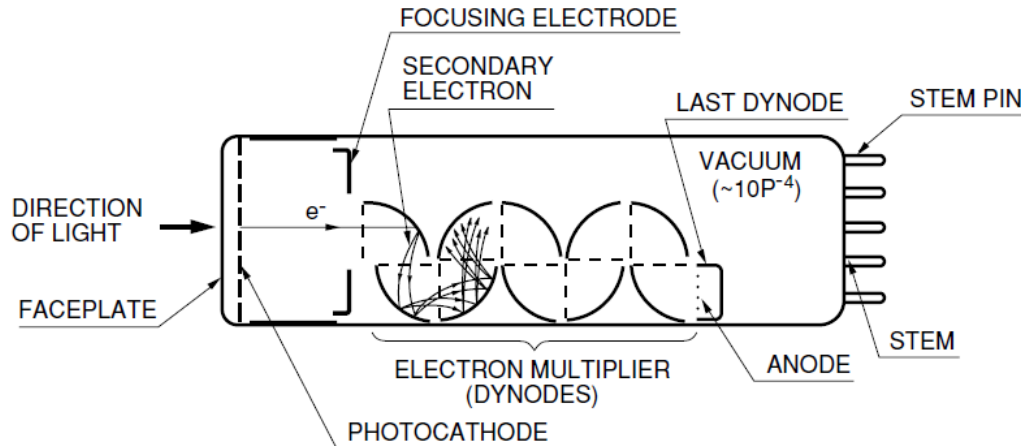 FOCUSING ELECTRODE
SECONDARY
ELECTRON
LAST DYNODE
STEM PIN
VACUUM
(~10P⁻⁴)
DIRECTION
OF LIGHT
e⁻
FACEPLATE
STEM
ELECTRON MULTIPLIER
(DYNODES)
ANODE
PHOTOCATHODE